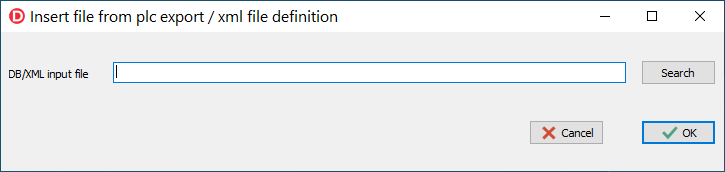 Insert file from plc export / xml file definition
DB/XML input file
Search
Cancel
OK